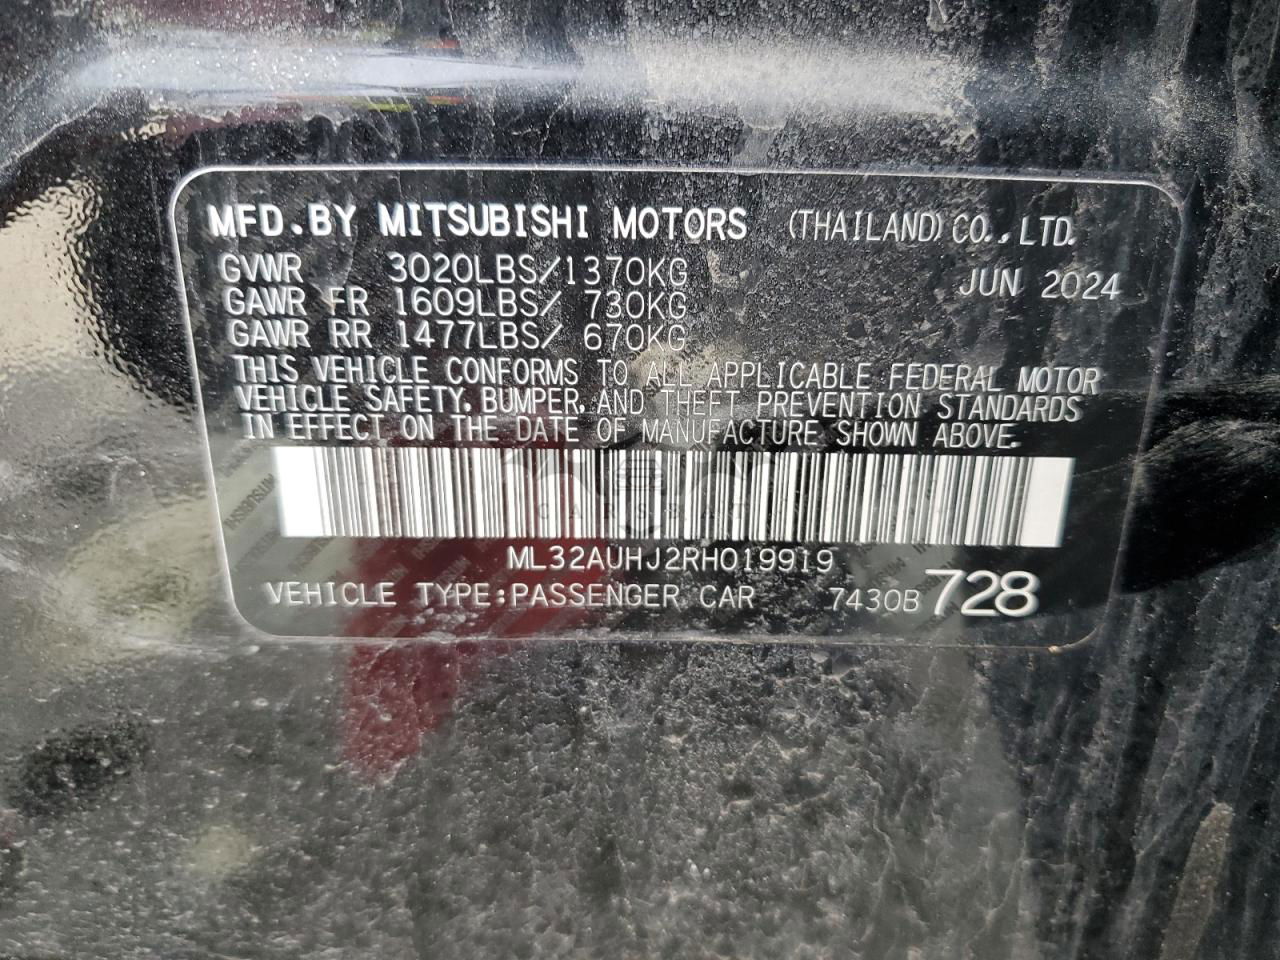 MFD.BY MITSUBISHI MOTORS (THAILAND) CO., LTD.
GVWR 3020LBS/1370KG JUN 2024
GAWR FR 1609LBS/ 730KG
GAWR RR 1477LBS/ 670KG
THIS VEHICLE CONFORMS TO ALL APPLICABLE FEDERAL MOTOR
VEHICLE SAFETY, BUMPER, AND THEFT PREVENTION STANDARDS
IN EFFECT ON THE DATE OF MANUFACTURE SHOWN ABOVE.
ML32AUHJ2RH019919
VEHICLE TYPE:PASSENGER CAR 7430B 728